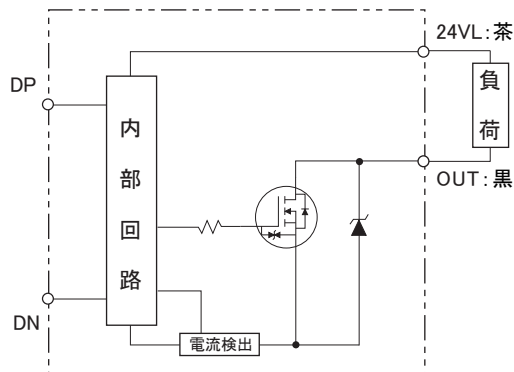 24VL:茶
DP
負荷
内部回路
OUT:黒
DN
電流検出